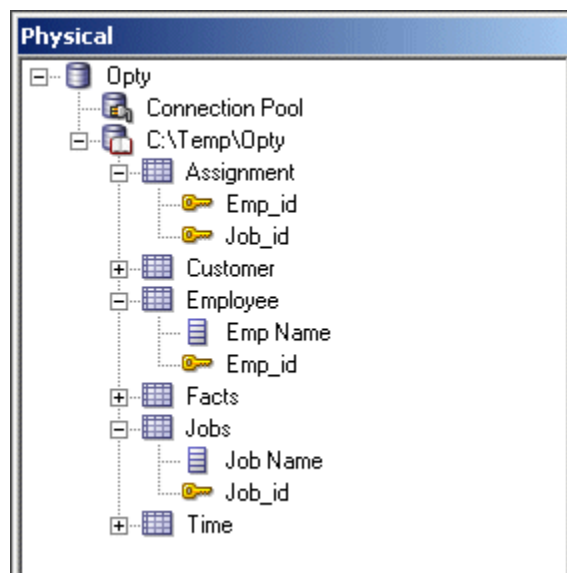 Physical
Opty
Connection Pool
C:\Temp\Opty
Assignment
Emp_id
Job_id
Customer
Employee
Emp Name
Emp_id
Facts
Jobs
Job Name
Job_id
Time